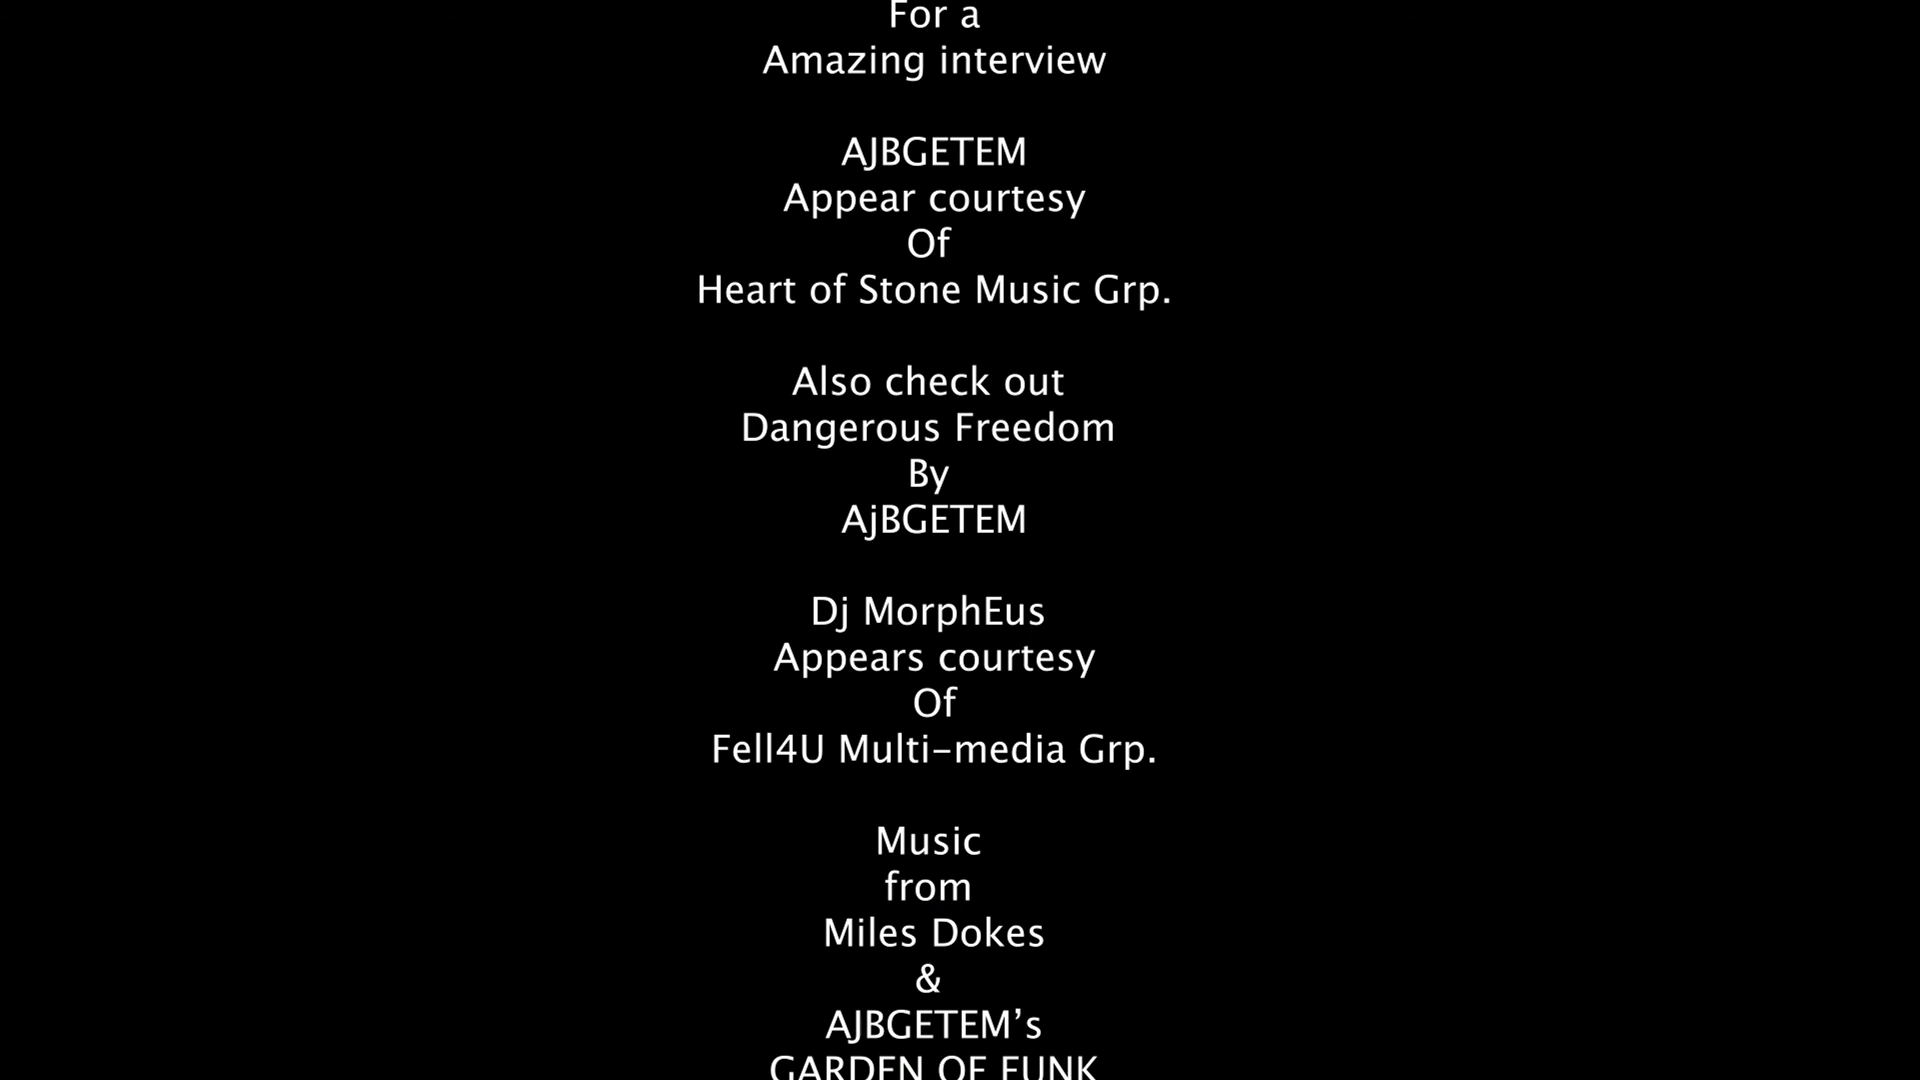 For a
Amazing interview
AJBGETEM
Appear courtesy
Of
Heart of Stone Music Grp.
Also check out
Dangerous Freedom
By
AjBGETEM
Dj MorphEus
Appears courtesy
Of
Fell4U Multi-media Grp.
Music
from
Miles Dokes
&
AJBGETEM’s
GARDEN OF FUNK